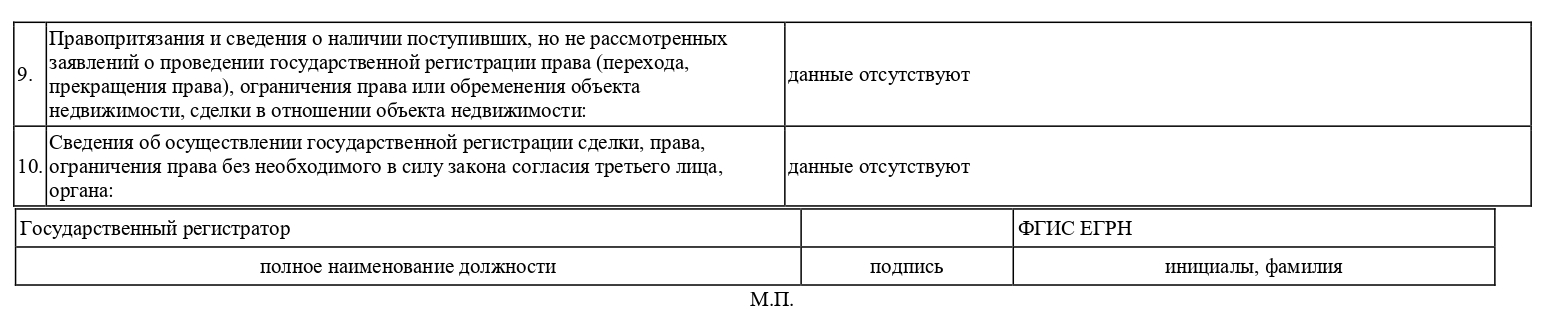 Правопритязания и сведения о наличии поступивших, но не рассмотренных
заявлений о проведении государственной регистрации права (перехода,
9.
прекращения права), ограничения права или обременения объекта
недвижимости, сделки в отношении объекта недвижимости:
данные отсутствуют
Сведения об осуществлении государственной регистрации сделки, права,
10.
ограничения права без необходимого в силу закона согласия третьего лица,
органа:
данные отсутствуют
Государственный регистратор
ФГИС ЕГРН
полное наименование должности
подпись
инициалы, фамилия
М.П.